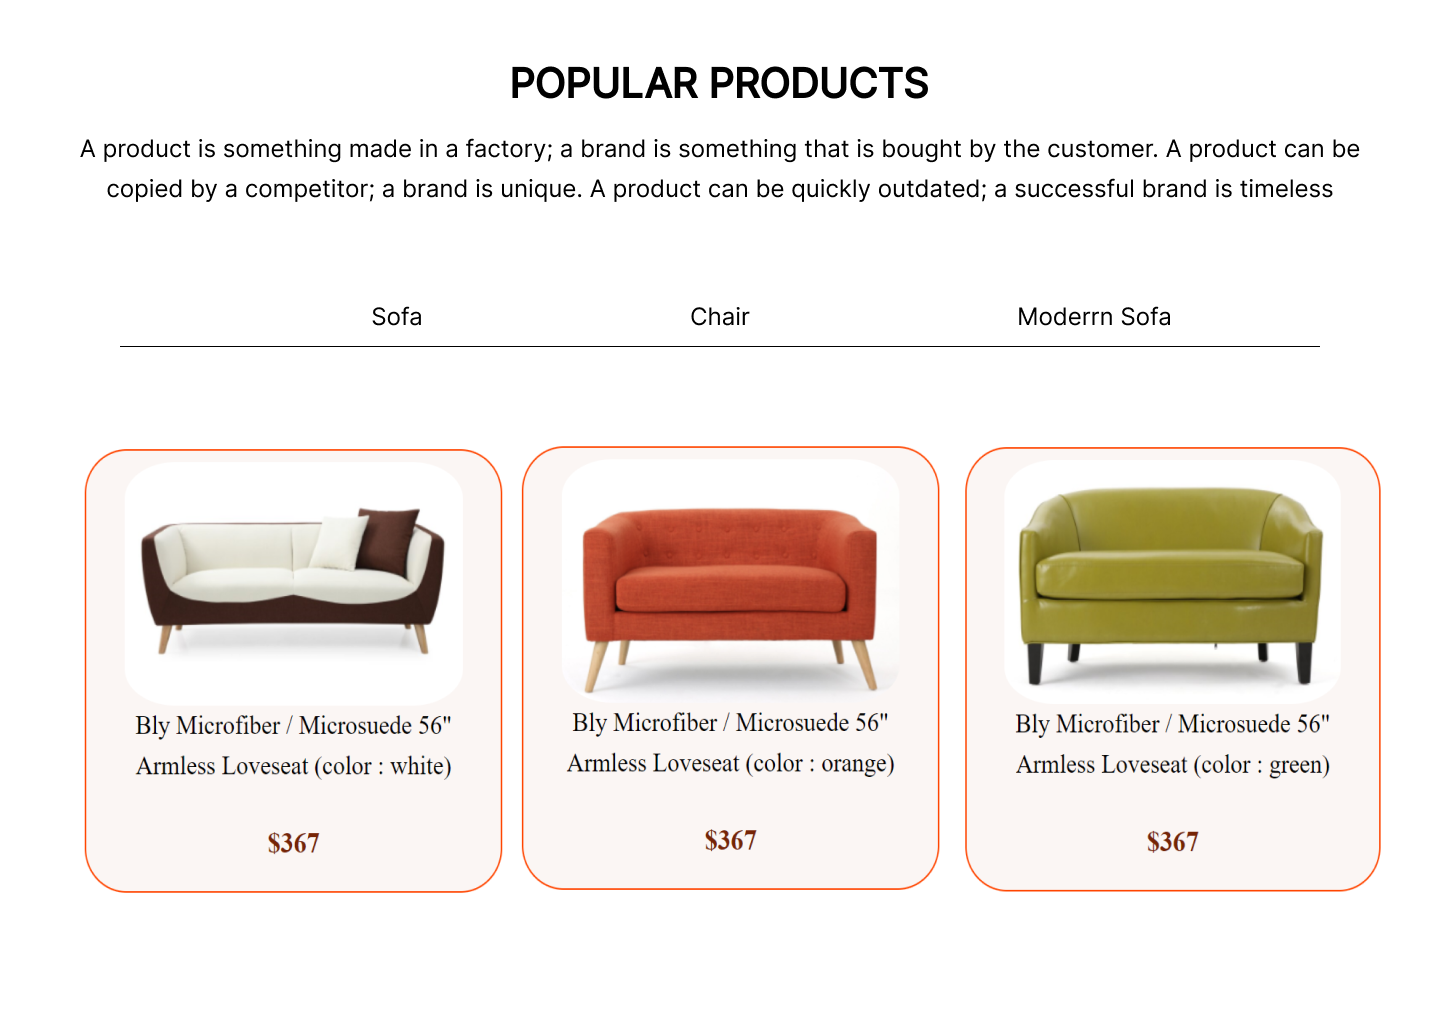 POPULAR PRODUCTS
A product is something made in a factory; a brand is something that is bought by the customer. A product can be
copied by a competitor; a brand is unique. A product can be quickly outdated; a successful brand is timeless
Sofa
Chair
Moderrn Sofa
Bly Microfiber / Microsuede 56"
Armless Loveseat (color : white)
$367
Bly Microfiber / Microsuede 56"
Armless Loveseat (color : orange)
$367
Bly Microfiber / Microsuede 56"
Armless Loveseat (color : green)
$367